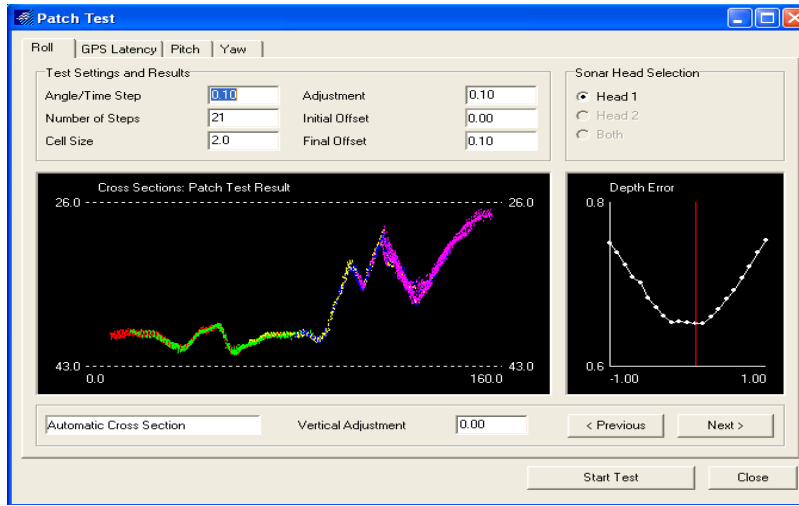 Patch Test
Roll GPS Latency Pitch Yaw
Test Settings and Results
Angle/Time Step 0.10 Adjustment 0.10
Number of Steps 21 Initial Offset 0.00
Cell Size 2.0 Final Offset 0.10
Sonar Head Selection
Head 1
Head 2
Both
Cross Sections: Patch Test Result
26.0 26.0
43.0 43.0
0.0 160.0
Depth Error
0.8
0.6
-1.00 1.00
Automatic Cross Section Vertical Adjustment 0.00 < Previous Next >
Start Test Close